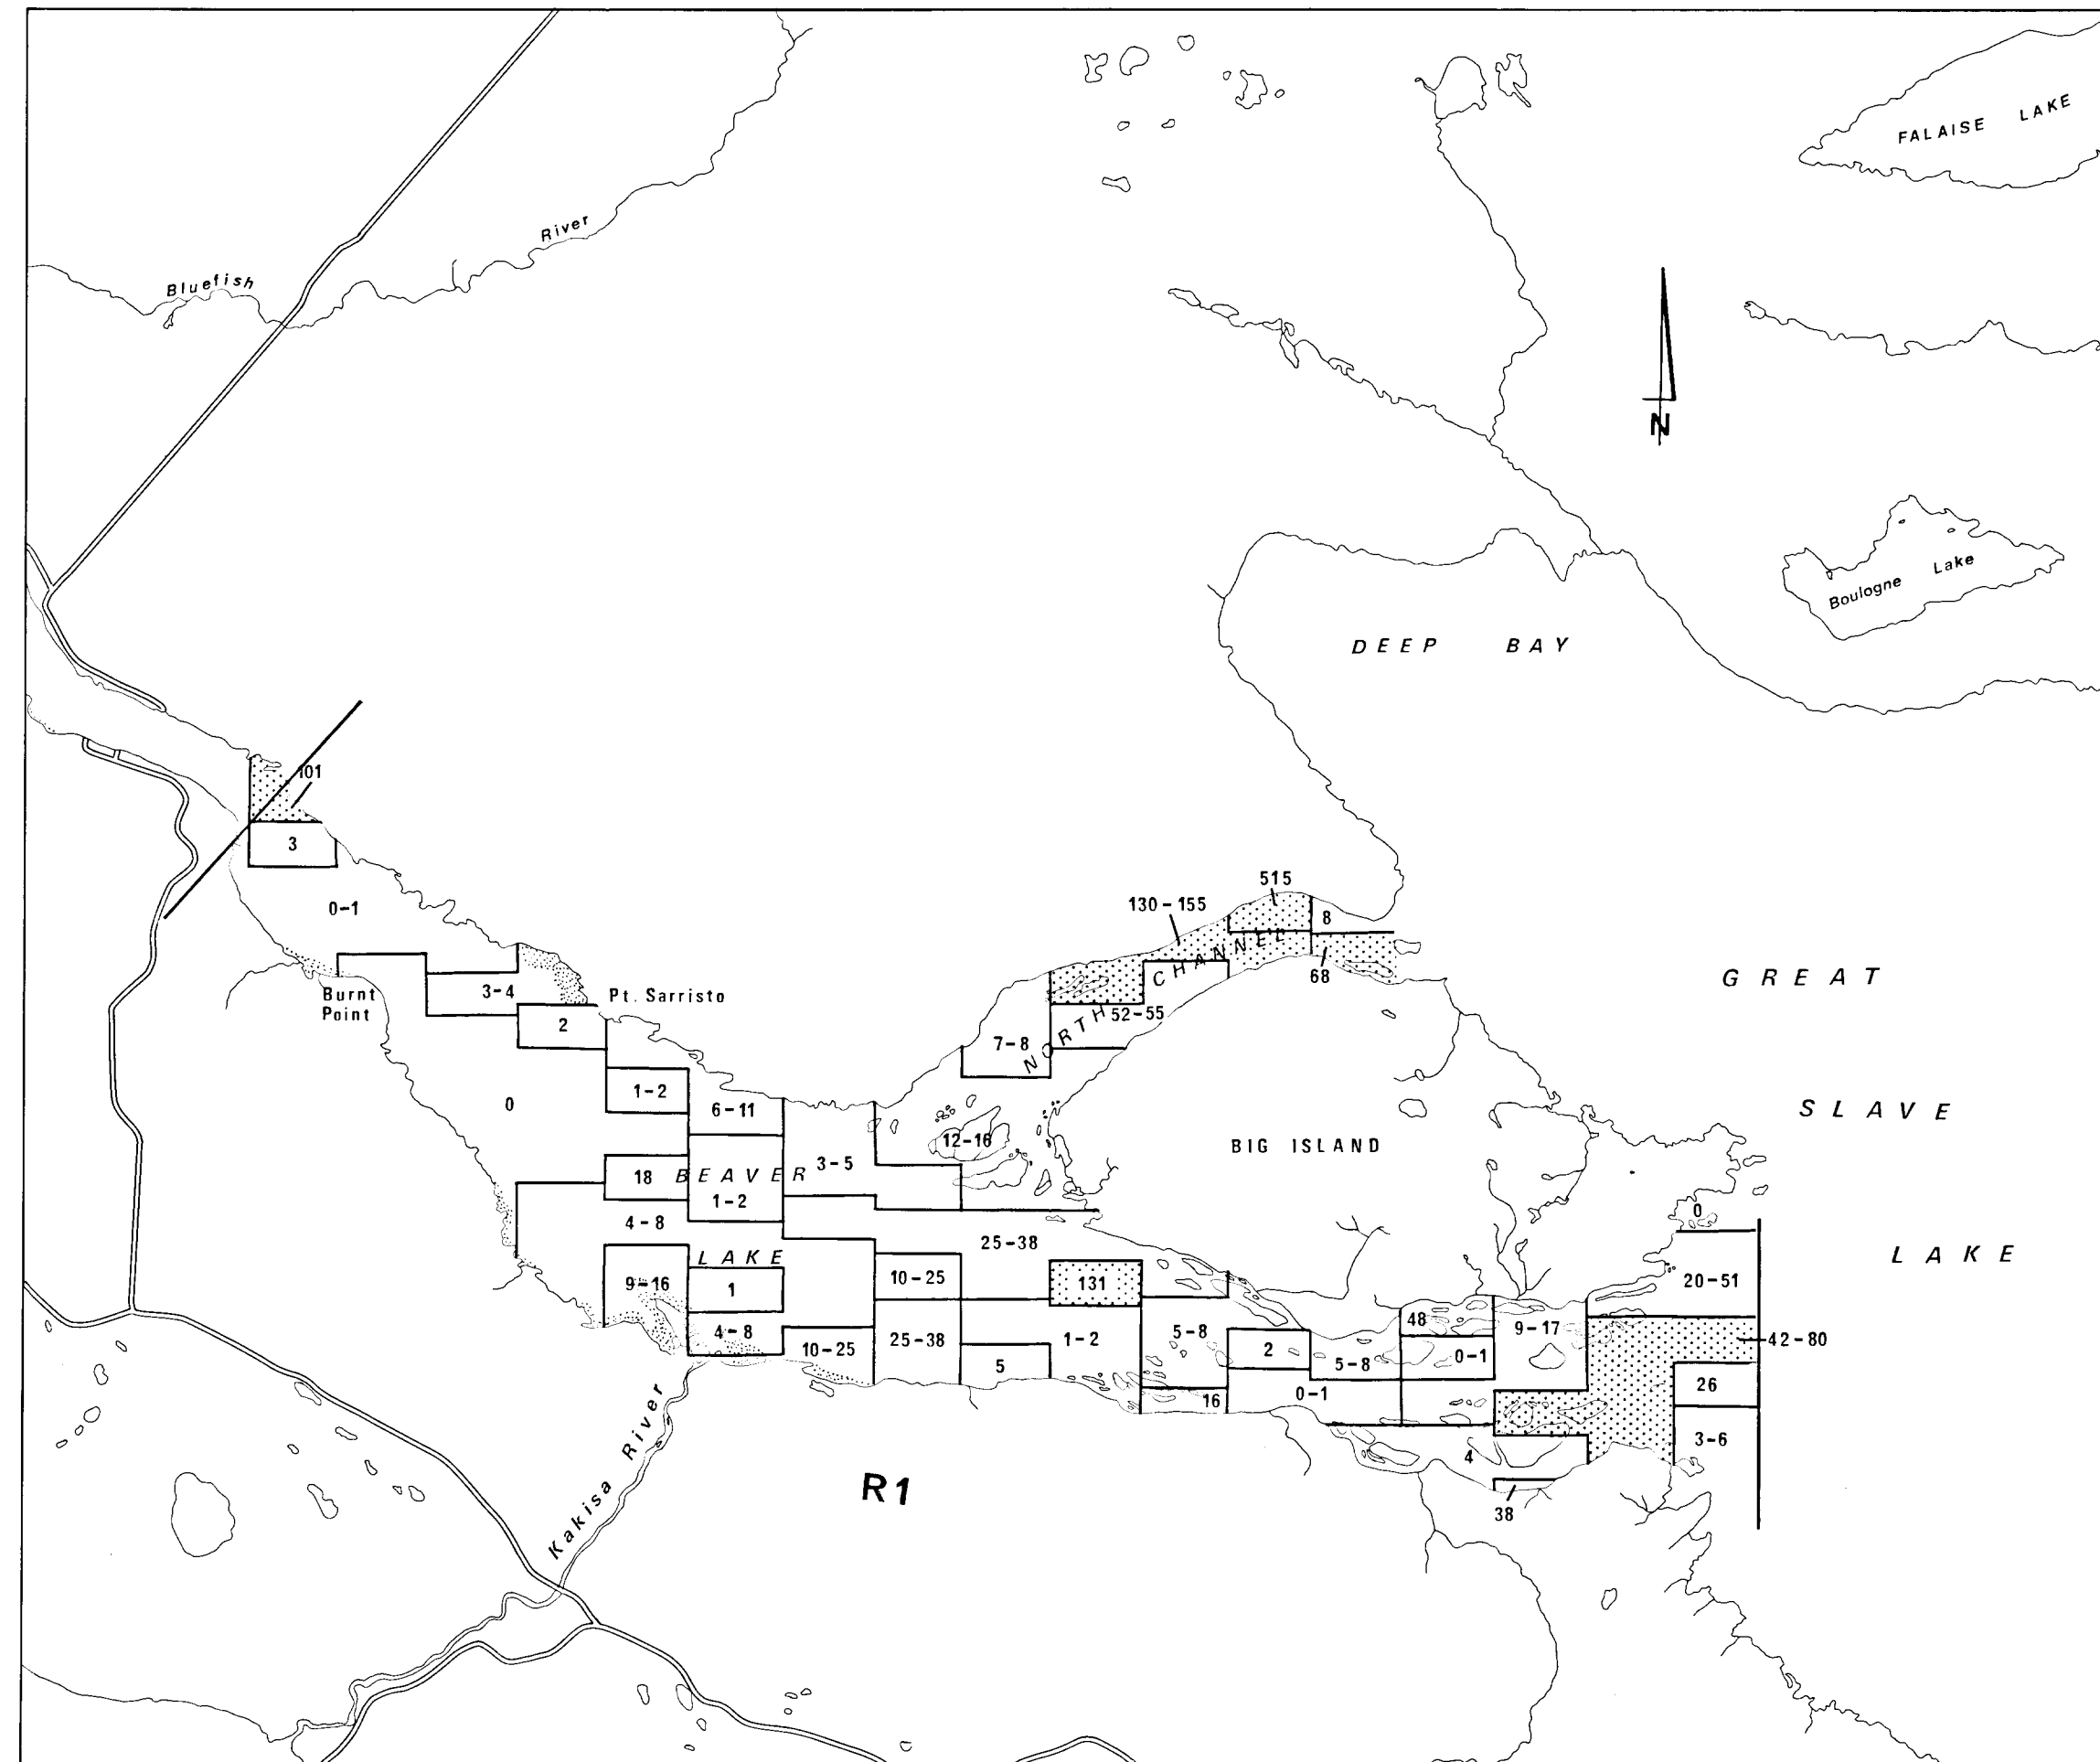 FALAISE LAKE
Bluefish River
N
Boulogne Lake
DEEP BAY
101
3
515
130-155
8
0-1
CHANNEL
68
GREAT
3-4
Burnt
Point
Pt. Sarristo
2
52-55
NORTH
7-8
1-2
0
6-11
SLAVE
12-16
BIG ISLAND
3-5
18
BEAVER
1-2
0
4-8
25-38
LAKE
LAKE
9-16
1
10-25
131
20-51
48
9-17
4-8
5-8
42-80
10-25
25-38
1-2
2
5-8
0-1
5
26
0-1
16
3-6
4
R1
38
Kakisa River